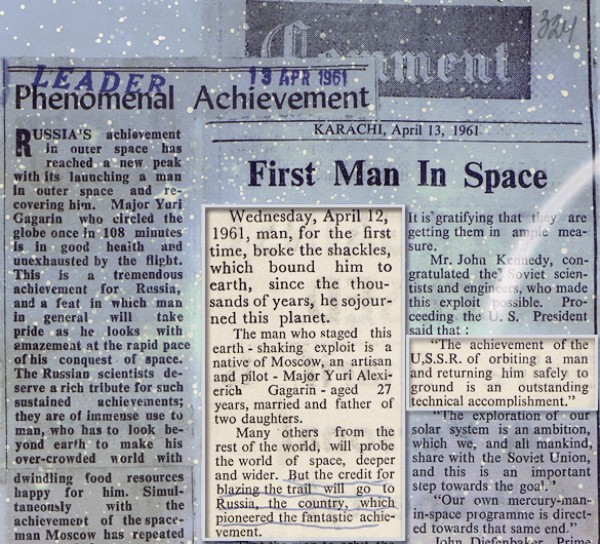 324
Comment
LEADER
13 APR 1961
Phenomenal Achievement
RUSSIA'S achievement
in outer space has
reached a new peak
with its launching a man
in outer space and re-
covering him. Major Yuri
Gagarin who circled the
globe once in 108 minutes
is in good health and
unexhausted by the flight.
This is a tremendous
achievement for Russia,
and a feat in which man
in general will take
pride as he looks with
amazement at the rapid pace
of his conquest of space.
The Russian scientists de-
serve a rich tribute for such
sustained achievements;
they are of immense use to
man, who has to look be-
yond earth to make his
over-crowded world with
dwindling food resources
happy for him. Simul-
taneously with the
achievement of the space-
man Moscow has repeated
KARACHI, April 13, 1961
First Man In Space
Wednesday, April 12,
1961, man, for the first
time, broke the shackles,
which bound him to
earth, since the thou-
sands of years, he sojour-
ned this planet.
The man who staged this
earth-shaking exploit is a
native of Moscow, an artisan
and pilot - Major Yuri Alexi-
erich Gagarin - aged 27
years, married and father of
two daughters.
Many others from the
rest of the world, will probe
the world of space, deeper
and wider. But the credit for
blazing the trail will go to
Russia, the country, which
pioneered the fantastic achie-
vement.
It is gratifying that they are
getting them in ample mea-
sure.
Mr. John Kennedy, con-
gratulated the Soviet scien-
tists and engineers, who made
this exploit possible. Pro-
ceeding the U. S. President
said that :
"The achievement of the
U,S.S.R. of orbiting a man
and returning him safely to
ground is an outstanding
technical accomplishment."
"The exploration of our
solar system is an ambition,
which we, and all mankind,
share with the Soviet Union,
and this is an important
step towards the goal."
"Our own mercury-man-
in-space programme is direct-
ed towards that same end."
John Diefenbaker, Prime